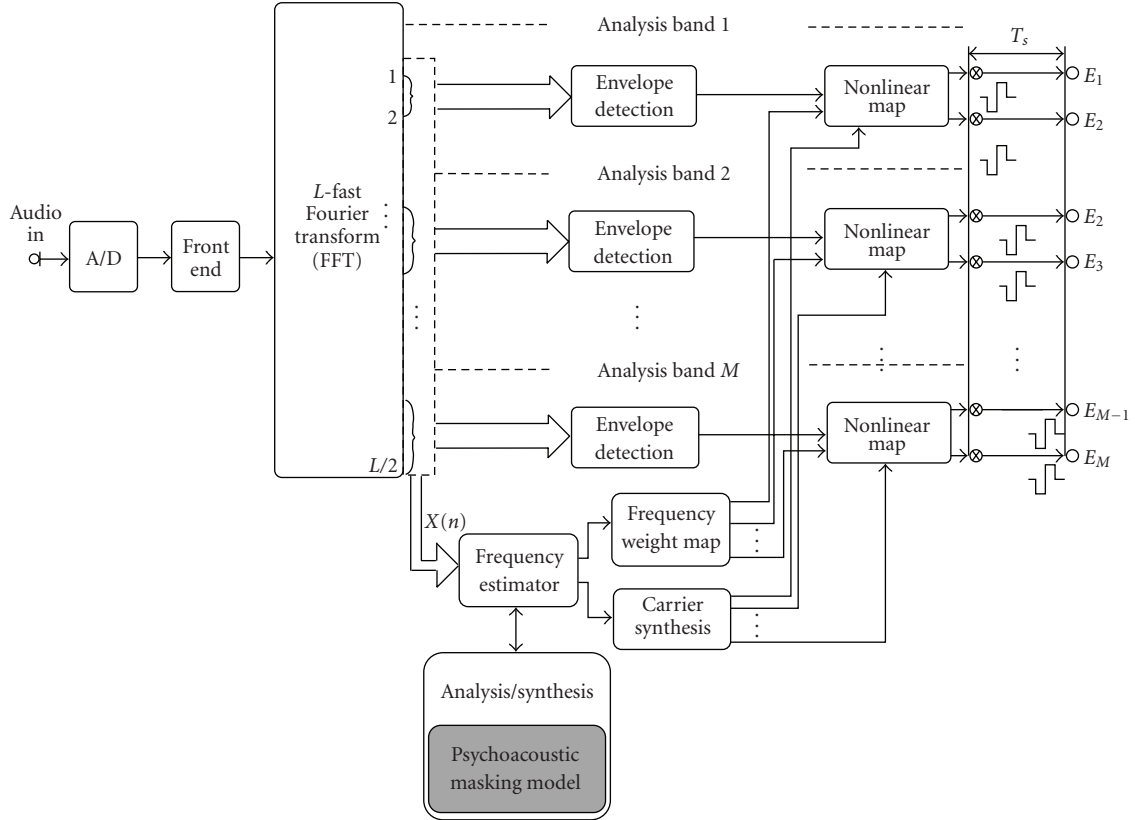 Audio
in
A/D
Front
end
L-fast
Fourier
transform
(FFT)
1
2
⋮
⋮
L/2
X(n)
Analysis band 1
Envelope
detection
Nonlinear
map
T_s
E_1
E_2
Analysis band 2
Envelope
detection
Nonlinear
map
E_2
E_3
⋮
⋮
⋮
Analysis band M
Envelope
detection
Nonlinear
map
E_{M−1}
E_M
Frequency
estimator
Frequency
weight map
⋮
Carrier
synthesis
⋮
Analysis/synthesis
Psychoacoustic
masking model